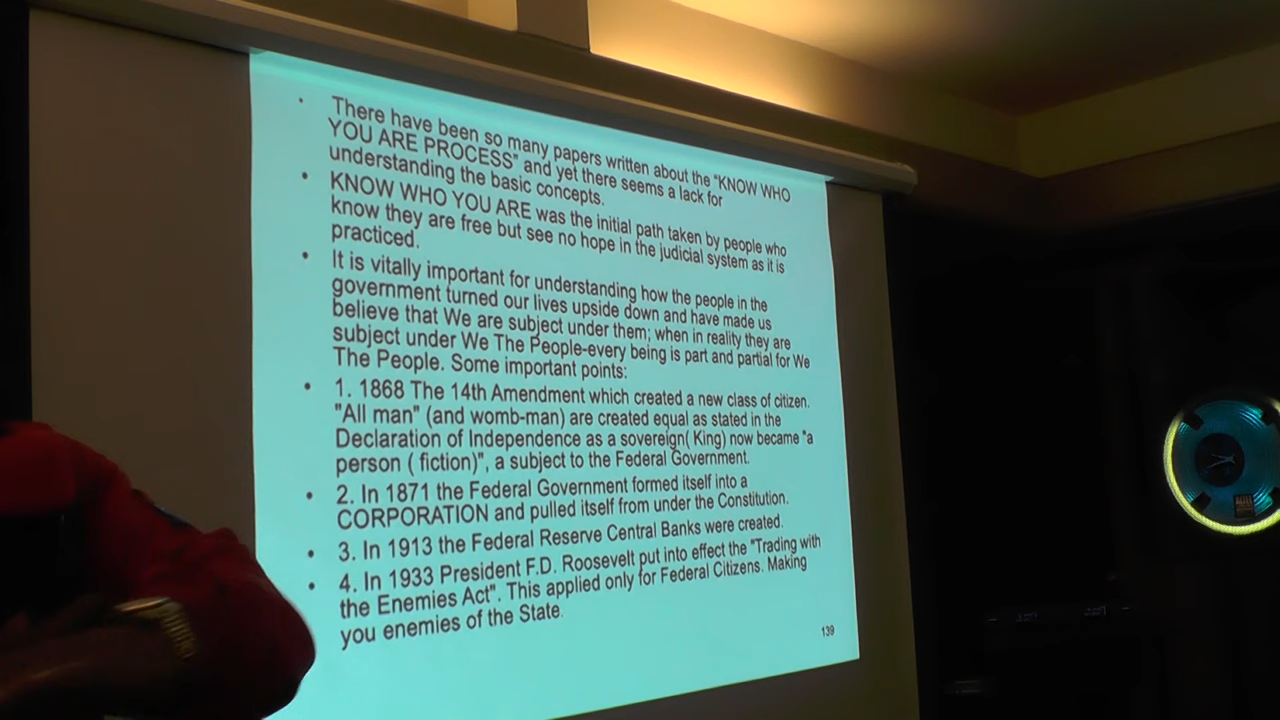 • There have been so many papers written about the "KNOW WHO
YOU ARE PROCESS" and yet there seems a lack for
understanding the basic concepts.
• KNOW WHO YOU ARE was the initial path taken by people who
know they are free but see no hope in the judicial system as it is
practiced.
• It is vitally important for understanding how the people in the
government turned our lives upside down and have made us
believe that We are subject under them; when in reality they are
subject under We The People-every being is part and partial for We
The People. Some important points:
• 1. 1868 The 14th Amendment which created a new class of citizen.
"All man" (and womb-man) are created equal as stated in the
Declaration of Independence as a sovereign( King) now became "a
person ( fiction)", a subject to the Federal Government.
• 2. In 1871 the Federal Government formed itself into a
CORPORATION and pulled itself from under the Constitution.
• 3. In 1913 the Federal Reserve Central Banks were created.
• 4. In 1933 President F.D. Roosevelt put into effect the "Trading with
the Enemies Act". This applied only for Federal Citizens. Making
you enemies of the State.
139